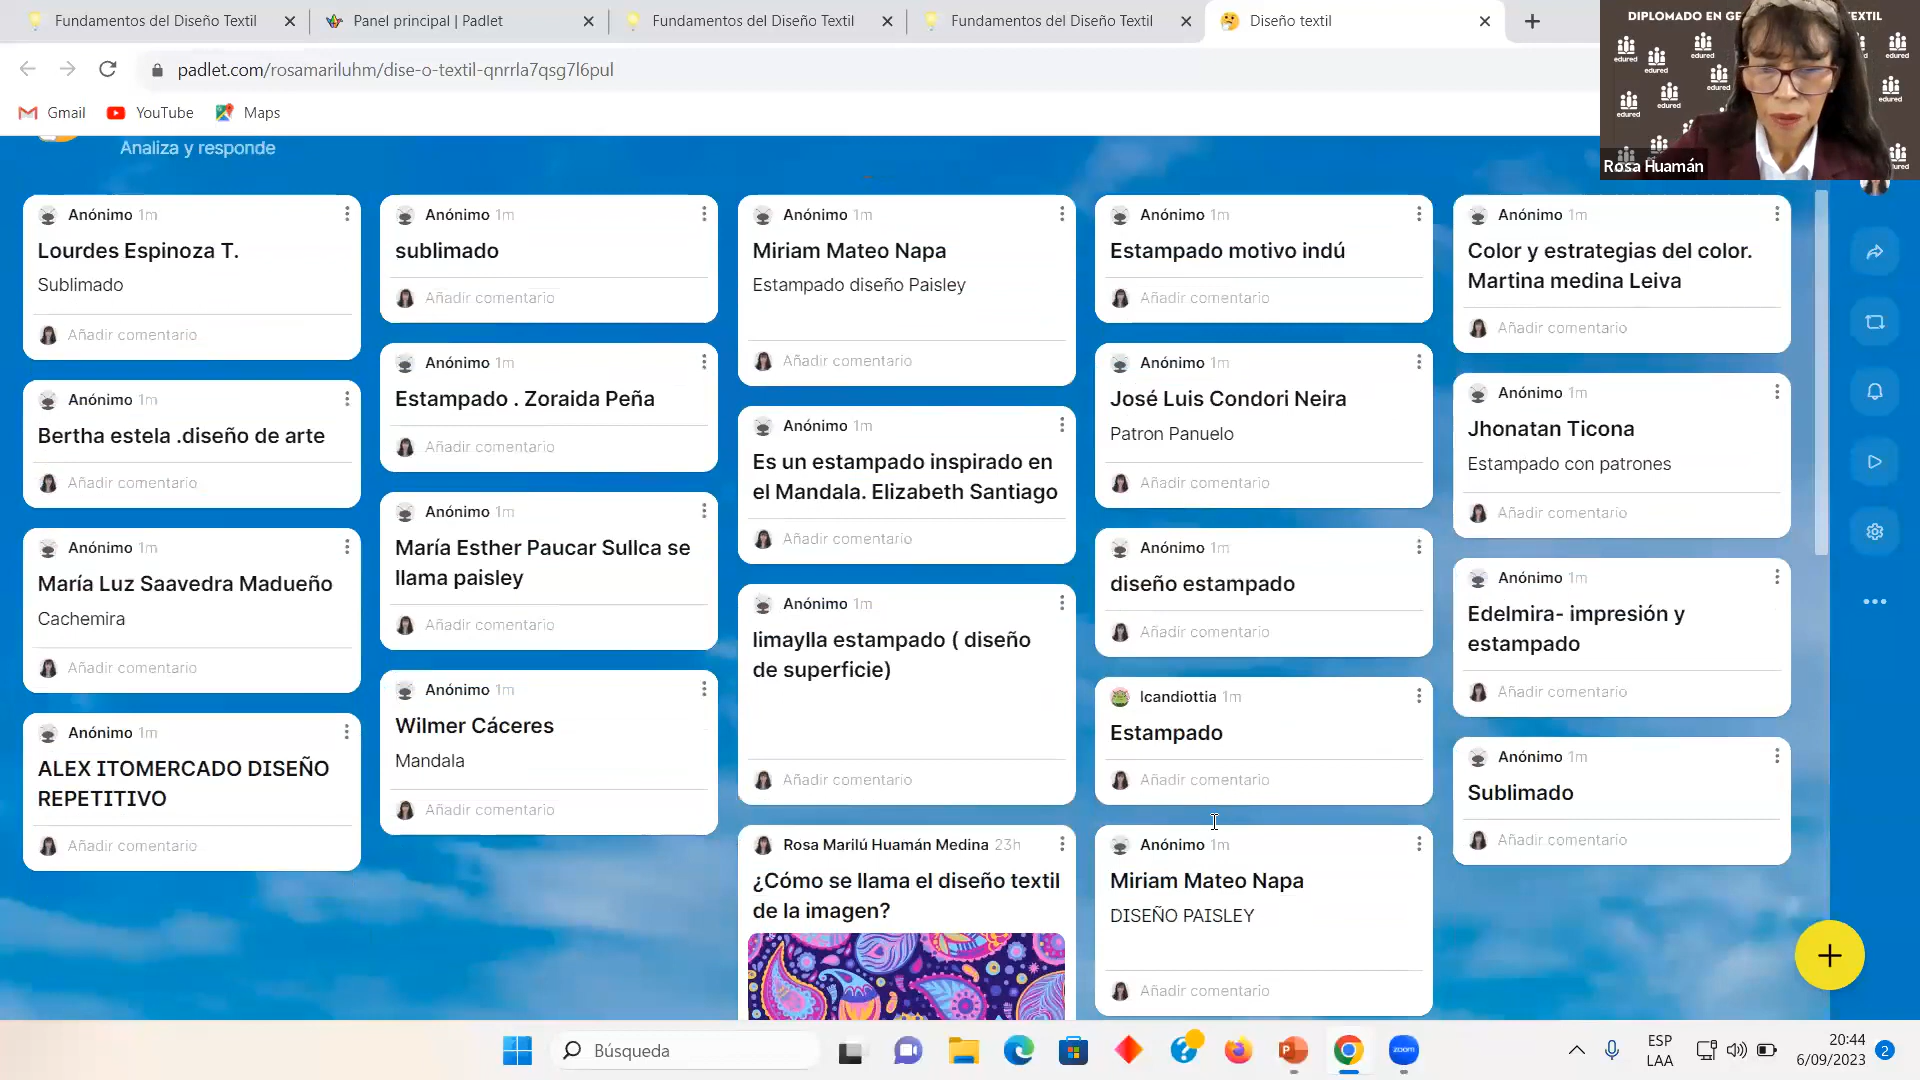 Fundamentos del Diseño Textil
Panel principal | Padlet
Fundamentos del Diseño Textil
Fundamentos del Diseño Textil
Diseño textil
padlet.com/rosamariluhm/dise-o-textil-qnrrla7qsg7l6pul
Gmail
YouTube
Maps
DIPLOMADO EN GE
TEXTIL
edured
edured
edured
edured
edured
edured
edured
edured
Rosa Huamán
Analiza y responde
Anónimo 1m
Lourdes Espinoza T.
Sublimado
Añadir comentario
Anónimo 1m
Bertha estela .diseño de arte
Añadir comentario
Anónimo 1m
María Luz Saavedra Madueño
Cachemira
Añadir comentario
Anónimo 1m
ALEX ITOMERCADO DISEÑO
REPETITIVO
Añadir comentario
Anónimo 1m
sublimado
Añadir comentario
Anónimo 1m
Estampado . Zoraida Peña
Añadir comentario
Anónimo 1m
María Esther Paucar Sullca se
llama paisley
Añadir comentario
Anónimo 1m
Wilmer Cáceres
Mandala
Añadir comentario
Anónimo 1m
Miriam Mateo Napa
Estampado diseño Paisley
Añadir comentario
Anónimo 1m
Es un estampado inspirado en
el Mandala. Elizabeth Santiago
Añadir comentario
Anónimo 1m
limaylla estampado ( diseño
de superficie)
Añadir comentario
Rosa Marilú Huamán Medina 23h
¿Cómo se llama el diseño textil
de la imagen?
Anónimo 1m
Estampado motivo indú
Añadir comentario
Anónimo 1m
José Luis Condori Neira
Patron Panuelo
Añadir comentario
Anónimo 1m
diseño estampado
Añadir comentario
lcandiottia 1m
Estampado
Añadir comentario
Anónimo 1m
Miriam Mateo Napa
DISEÑO PAISLEY
Añadir comentario
Anónimo 1m
Color y estrategias del color.
Martina medina Leiva
Añadir comentario
Anónimo 1m
Jhonatan Ticona
Estampado con patrones
Añadir comentario
Anónimo 1m
Edelmira- impresión y
estampado
Añadir comentario
Anónimo 1m
Sublimado
Añadir comentario
Búsqueda
zoom
ESP
LAA
20:44
6/09/2023
2